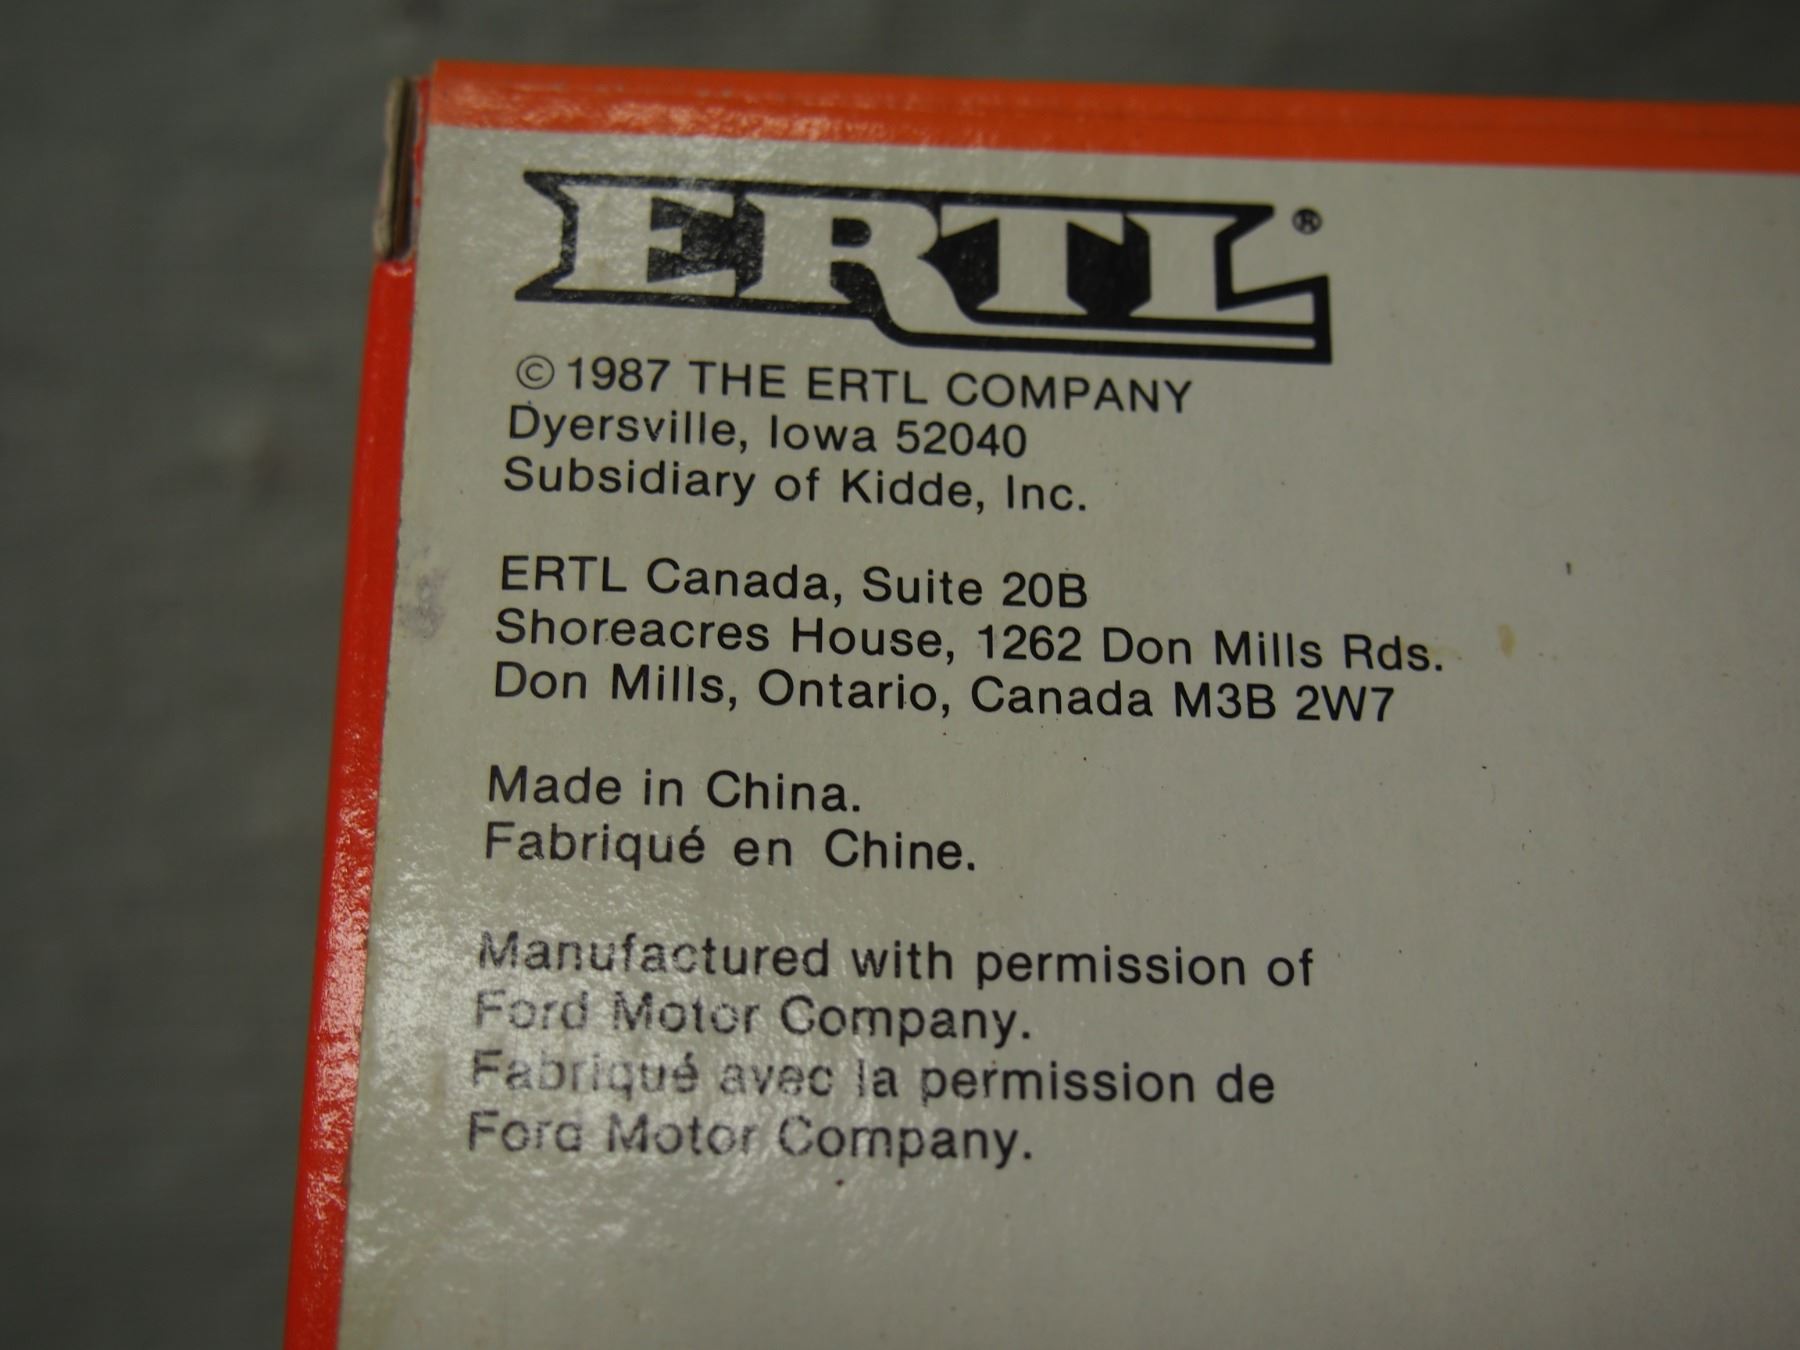 ERTL®
© 1987 THE ERTL COMPANY
Dyersville, Iowa 52040
Subsidiary of Kidde, Inc.
ERTL Canada, Suite 20B
Shoreacres House, 1262 Don Mills Rds.
Don Mills, Ontario, Canada M3B 2W7
Made in China.
Fabriqué en Chine.
Manufactured with permission of
Ford Motor Company.
Fabriqué avec la permission de
Ford Motor Company.